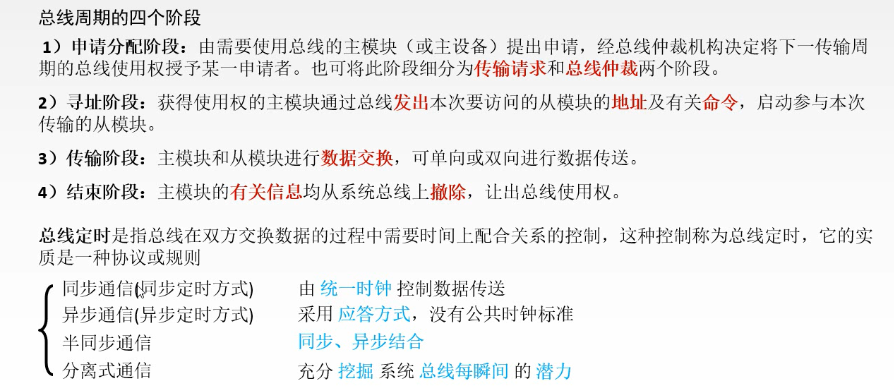 总线周期的四个阶段
1）申请分配阶段：由需要使用总线的主模块（或主设备）提出申请，经总线仲裁机构决定将下一传输周
期的总线使用权授予某一申请者。也可将此阶段细分为传输请求和总线仲裁两个阶段。
2）寻址阶段：获得使用权的主模块通过总线发出本次要访问的从模块的地址及有关命令，启动参与本次
传输的从模块。
3）传输阶段：主模块和从模块进行数据交换，可单向或双向进行数据传送。
4）结束阶段：主模块的有关信息均从系统总线上撤除，让出总线使用权。
总线定时是指总线在双方交换数据的过程中需要时间上配合关系的控制，这种控制称为总线定时，它的实
质是一种协议或规则
同步通信(同步定时方式) 由 统一时钟 控制数据传送
异步通信(异步定时方式) 采用 应答方式，没有公共时钟标准
半同步通信 同步、异步结合
分离式通信 充分 挖掘 系统 总线每瞬间 的 潜力